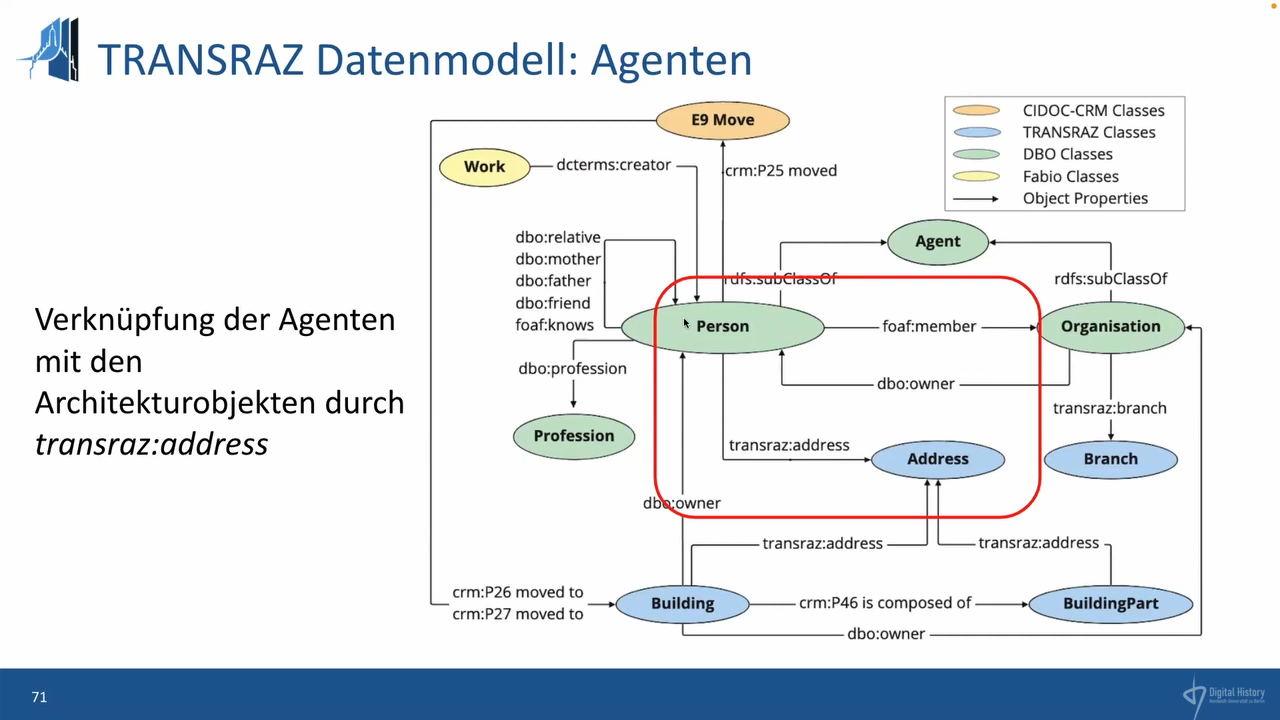 TRANSRAZ Datenmodell: Agenten
Verknüpfung der Agenten
mit den
Architekturobjekten durch
transraz:address
E9 Move
Work
dcterms:creator
crm:P25 moved
CIDOC-CRM Classes
TRANSRAZ Classes
DBO Classes
Fabio Classes
Object Properties
dbo:relative
dbo:mother
dbo:father
dbo:friend
foaf:knows
Agent
rdfs:subClassOf
rdfs:subClassOf
Person
foaf:member
Organisation
dbo:profession
dbo:owner
transraz:branch
Profession
transraz:address
Address
Branch
dbo:owner
transraz:address
transraz:address
crm:P26 moved to
crm:P27 moved to
Building
crm:P46 is composed of
BuildingPart
dbo:owner
71
Digital History
Humboldt-Universität zu Berlin